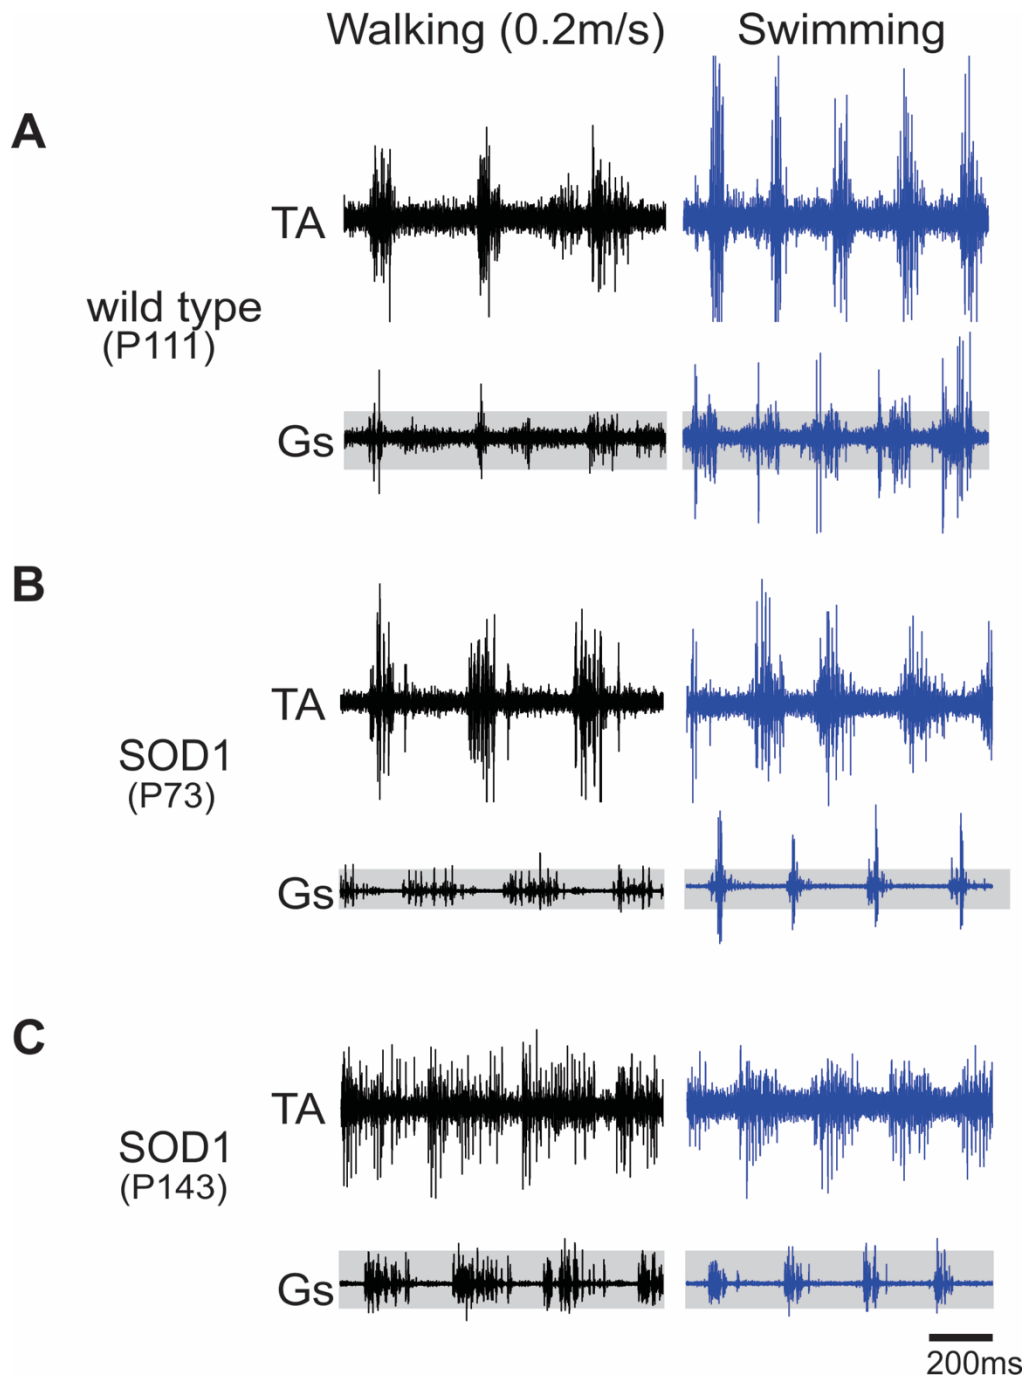 Walking (0.2m/s) Swimming
A
TA
wild type
(P111)
Gs
B
TA
SOD1
(P73)
Gs
C
TA
SOD1
(P143)
Gs
200ms